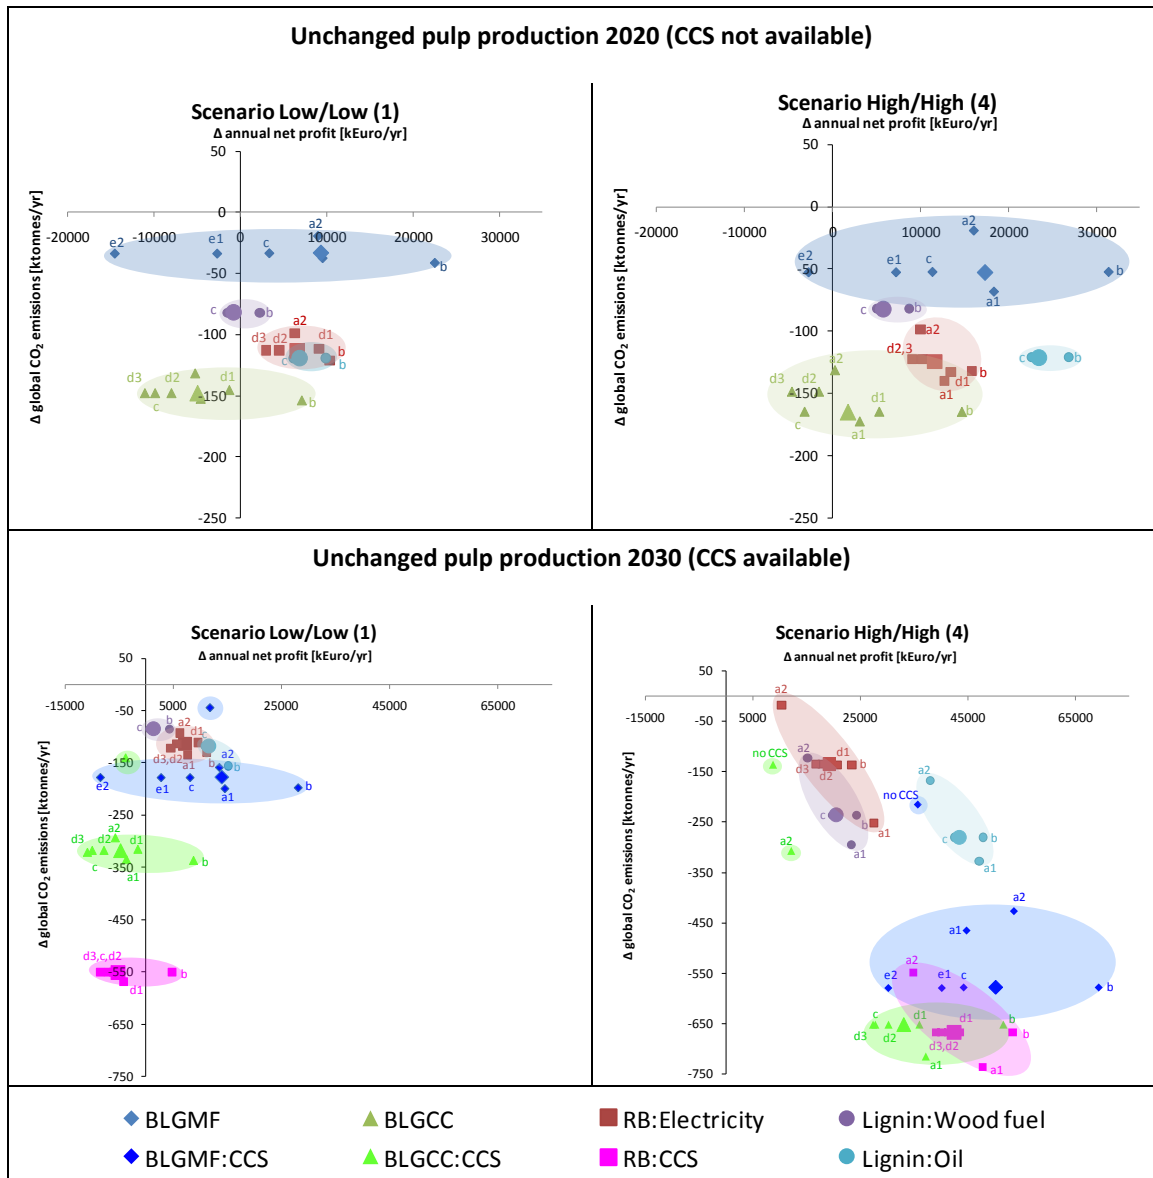 Unchanged pulp production 2020 (CCS not available)
Scenario Low/Low (1)
Δ annual net profit [kEuro/yr]
Δ global CO₂ emissions [ktonnes/yr]
50
0
-50
-100
-150
-200
-250
-20000 -10000 0 10000 20000 30000
e2 e1 c a2 b
c b
a2
d3 d2 d1 b
b
d3 d2 d1
c b
Scenario High/High (4)
Δ annual net profit [kEuro/yr]
Δ global CO₂ emissions [ktonnes/yr]
50
0
-50
-100
-150
-200
-250
-20000 -10000 0 10000 20000 30000
a2
e2 e1 c b
a1
c b
a2
d2,3 d1 b
a1
c b
a2
d3 d2 d1
c a1 b
Unchanged pulp production 2030 (CCS available)
Scenario Low/Low (1)
Δ annual net profit [kEuro/yr]
Δ global CO₂ emissions [ktonnes/yr]
50
-50
-150
-250
-350
-450
-550
-650
-750
-15000 5000 25000 45000 65000
c b a2
d1 c
d3,d2 a1 b
a2 b
e2 e1 c a1 b
a2
d3 d2 d1
c a1 b
d3,c,d2 b
d1
Scenario High/High (4)
Δ annual net profit [kEuro/yr]
Δ global CO₂ emissions [ktonnes/yr]
50
-50
-150
-250
-350
-450
-550
-650
-750
-15000 5000 25000 45000 65000
a2
no CCS
a2 d1
d3 d2 b
a2
no CCS
c b a1
a1
c b
a1
a2
a2
a1
a2
e2 e1 c b
c d1 d1 b
d3 d2 d3,d2 b
a1 a1
BLGMF
BLGCC
RB:Electricity
Lignin:Wood fuel
BLGMF:CCS
BLGCC:CCS
RB:CCS
Lignin:Oil